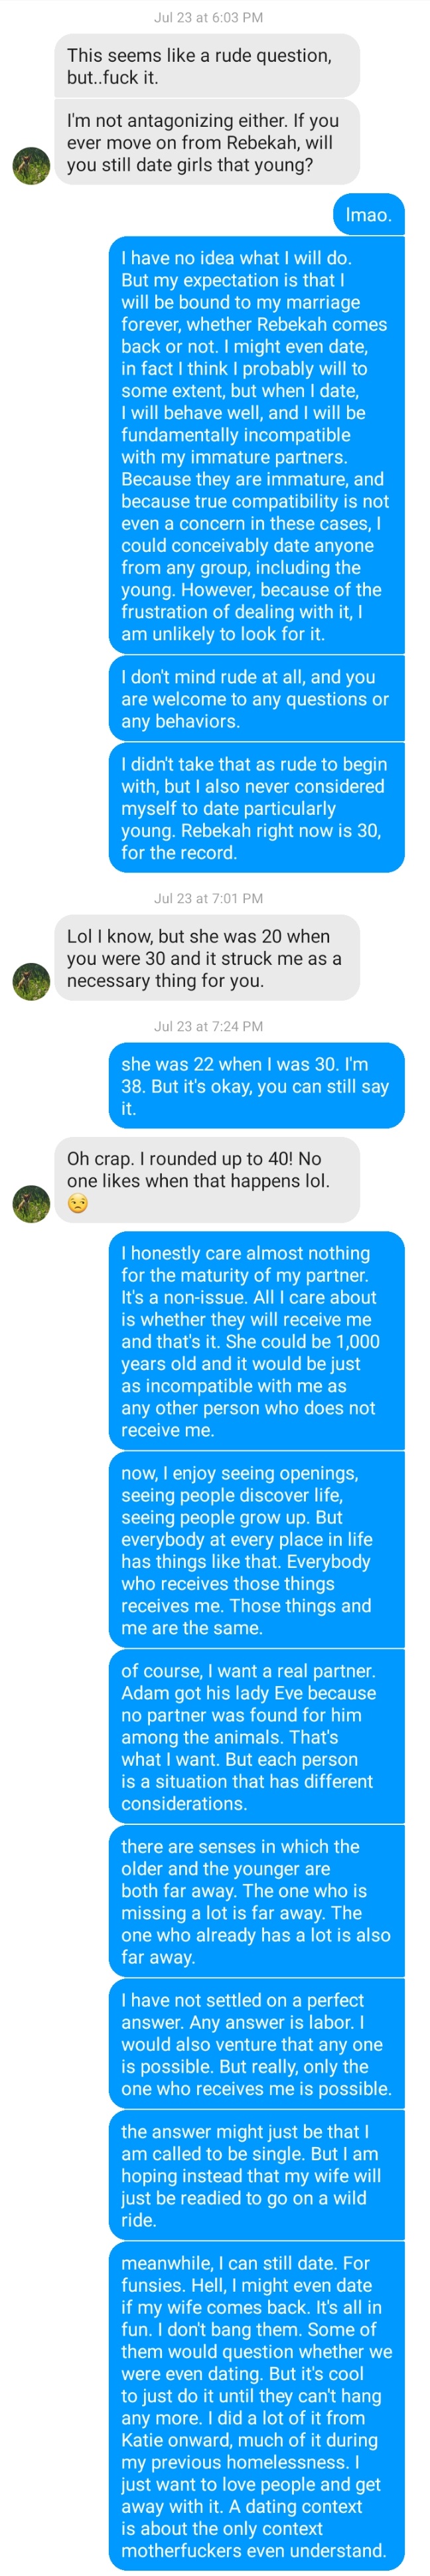 Jul 23 at 6:03 PM
This seems like a rude question,
but..fuck it.
I'm not antagonizing either. If you
ever move on from Rebekah, will
you still date girls that young?
lmao.
I have no idea what I will do.
But my expectation is that I
will be bound to my marriage
forever, whether Rebekah comes
back or not. I might even date,
in fact I think I probably will to
some extent, but when I date,
I will behave well, and I will be
fundamentally incompatible
with my immature partners.
Because they are immature, and
because true compatibility is not
even a concern in these cases, I
could conceivably date anyone
from any group, including the
young. However, because of the
frustration of dealing with it, I
am unlikely to look for it.
I don't mind rude at all, and you
are welcome to any questions or
any behaviors.
I didn't take that as rude to begin
with, but I also never considered
myself to date particularly
young. Rebekah right now is 30,
for the record.
Jul 23 at 7:01 PM
Lol I know, but she was 20 when
you were 30 and it struck me as a
necessary thing for you.
Jul 23 at 7:24 PM
she was 22 when I was 30. I'm
38. But it's okay, you can still say
it.
Oh crap. I rounded up to 40! No
one likes when that happens lol.
😒
I honestly care almost nothing
for the maturity of my partner.
It's a non-issue. All I care about
is whether they will receive me
and that's it. She could be 1,000
years old and it would be just
as incompatible with me as
any other person who does not
receive me.
now, I enjoy seeing openings,
seeing people discover life,
seeing people grow up. But
everybody at every place in life
has things like that. Everybody
who receives those things
receives me. Those things and
me are the same.
of course, I want a real partner.
Adam got his lady Eve because
no partner was found for him
among the animals. That's
what I want. But each person
is a situation that has different
considerations.
there are senses in which the
older and the younger are
both far away. The one who is
missing a lot is far away. The
one who already has a lot is also
far away.
I have not settled on a perfect
answer. Any answer is labor. I
would also venture that any one
is possible. But really, only the
one who receives me is possible.
the answer might just be that I
am called to be single. But I am
hoping instead that my wife will
just be readied to go on a wild
ride.
meanwhile, I can still date. For
funsies. Hell, I might even date
if my wife comes back. It's all in
fun. I don't bang them. Some of
them would question whether we
were even dating. But it's cool
to just do it until they can't hang
any more. I did a lot of it from
Katie onward, much of it during
my previous homelessness. I
just want to love people and get
away with it. A dating context
is about the only context
motherfuckers even understand.